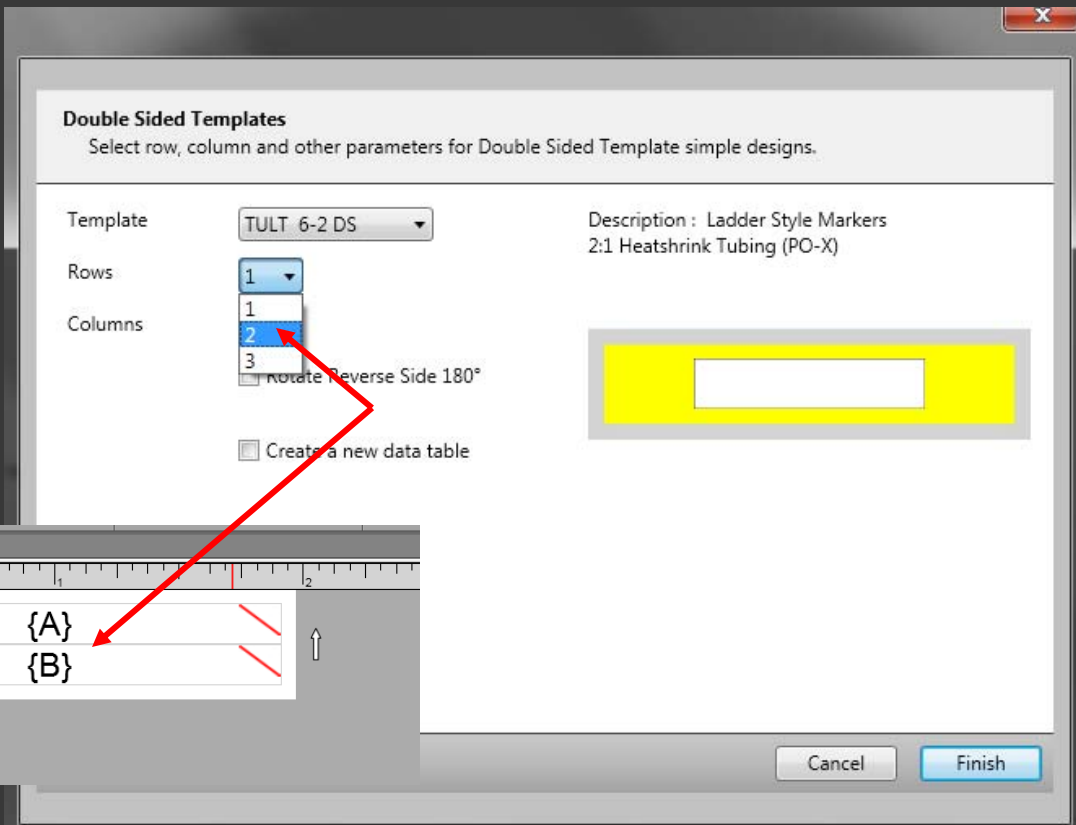 X
Double Sided Templates
Select row, column and other parameters for Double Sided Template simple designs.
Template
TULT 6-2 DS
Description : Ladder Style Markers
2:1 Heatshrink Tubing (PO-X)
Rows
1
1
2
3
Columns
Rotate Reverse Side 180°
Create a new data table
1
2
{A}
{B}
Cancel
Finish